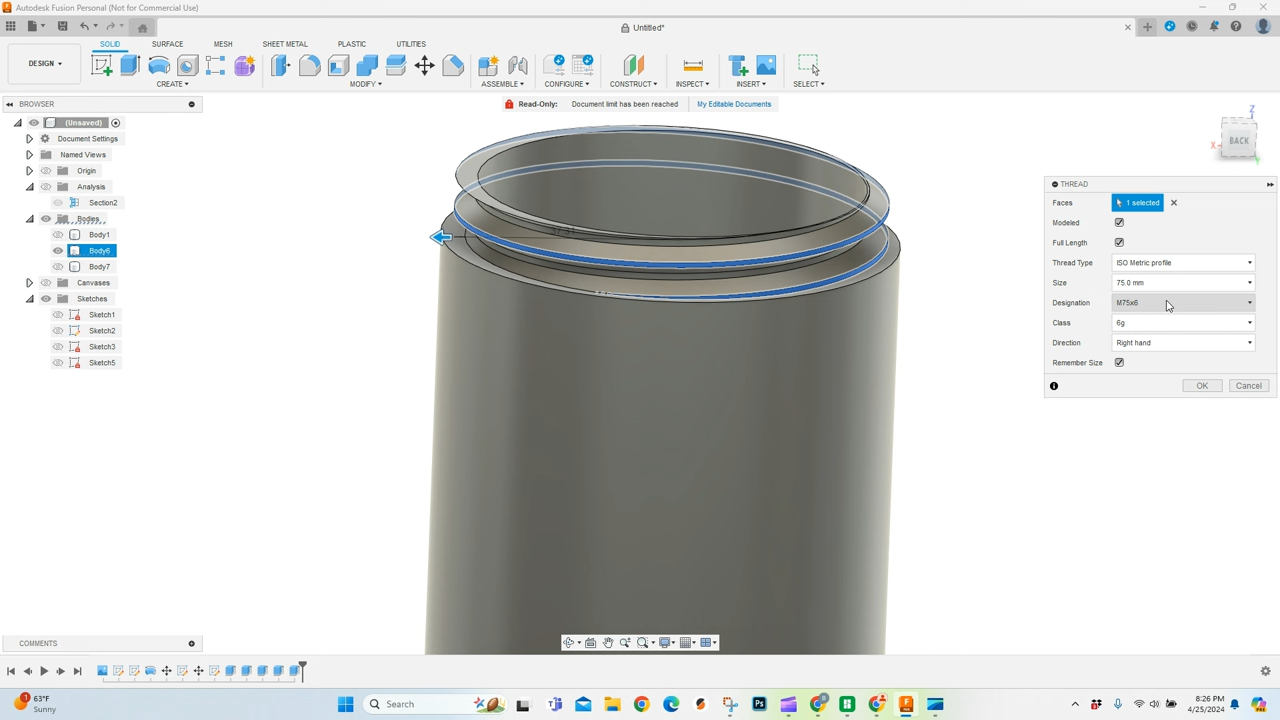 Autodesk Fusion Personal (Not for Commercial Use)
Untitled*
DESIGN
SOLID SURFACE MESH SHEET METAL PLASTIC UTILITIES
CREATE MODIFY ASSEMBLE CONFIGURE CONSTRUCT INSPECT INSERT SELECT
Read-Only: Document limit has been reached My Editable Documents
BROWSER
(Unsaved)
Document Settings
Named Views
Origin
Analysis
Section2
Bodies
Body1
Body6
Body7
Canvases
Sketches
Sketch1
Sketch2
Sketch3
Sketch5
Z
BACK
X
Y
THREAD
Faces 1 selected
Modeled
Full Length
Thread Type ISO Metric profile
Size 75.0 mm
Designation M75x6
Class 6g
Direction Right hand
Remember Size
OK Cancel
COMMENTS
1
63°F
Sunny
Search
Ps
8:26 PM
4/25/2024